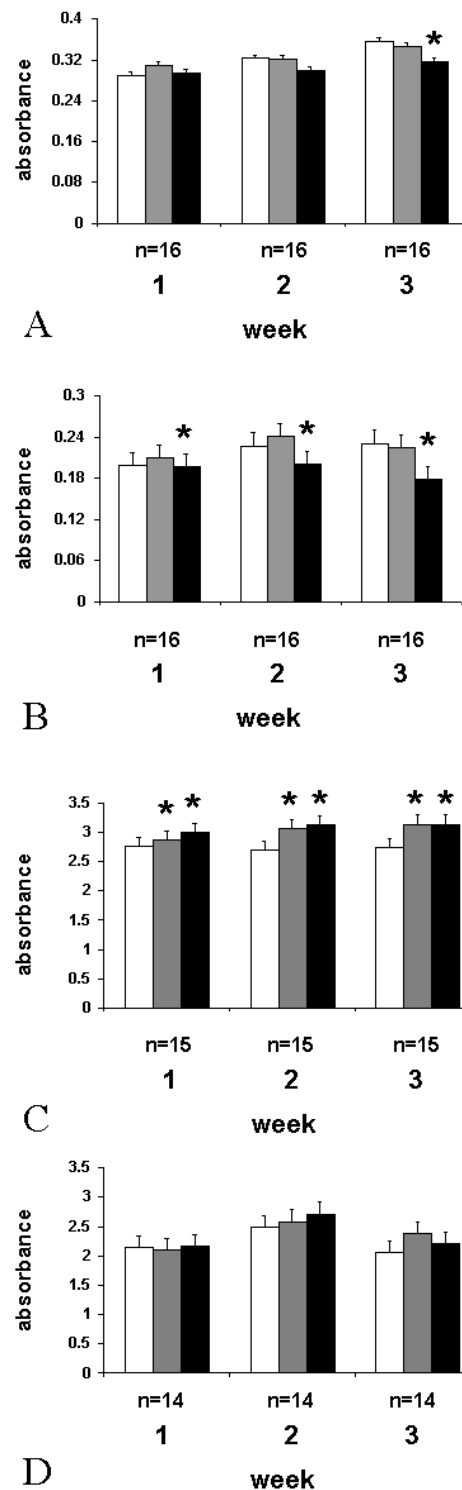 0.4
*
0.32
0.24
absorbance
0.16
0.08
0
n=16 n=16 n=16
1 2 3
A
week
0.3
* * *
0.24
0.18
absorbance
0.12
0.06
0
n=16 n=16 n=16
1 2 3
B
week
* * * * * *
3.5
3
2.5
2
absorbance
1.5
1
0.5
0
n=15 n=15 n=15
1 2 3
C
week
3.5
3
2.5
2
absorbance
1.5
1
0.5
0
n=14 n=14 n=14
1 2 3
D
week